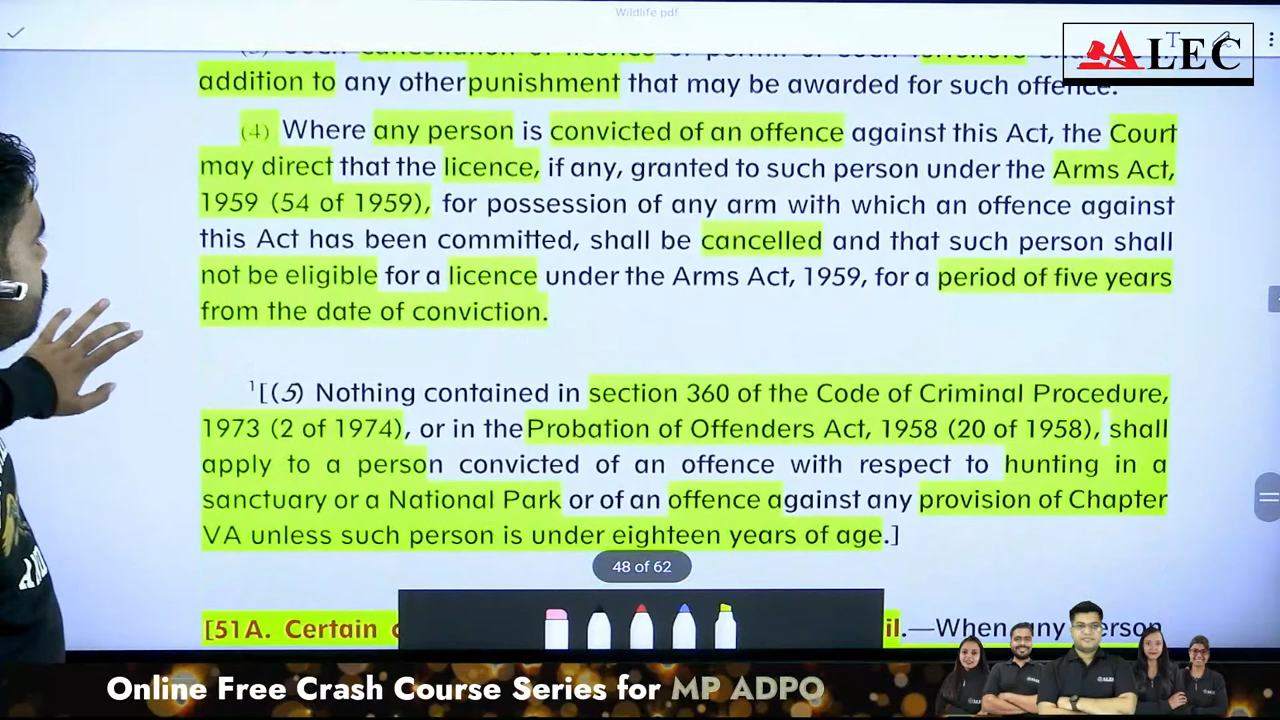 Wildlife pdf
ALEC
addition to any other punishment that may be awarded for such offence.
(4) Where any person is convicted of an offence against this Act, the Court
may direct that the licence, if any, granted to such person under the Arms Act,
1959 (54 of 1959), for possession of any arm with which an offence against
this Act has been committed, shall be cancelled and that such person shall
not be eligible for a licence under the Arms Act, 1959, for a period of five years
from the date of conviction.
¹[(5) Nothing contained in section 360 of the Code of Criminal Procedure,
1973 (2 of 1974), or in the Probation of Offenders Act, 1958 (20 of 1958), shall
apply to a person convicted of an offence with respect to hunting in a
sanctuary or a National Park or of an offence against any provision of Chapter
VA unless such person is under eighteen years of age.]
48 of 62
[51A. Certain .—When any person
Online Free Crash Course Series for MP ADPO